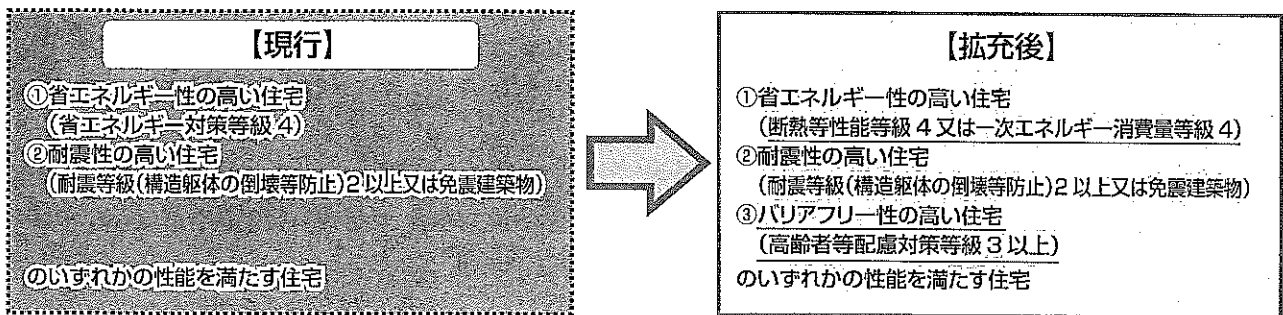 【現行】
①省エネルギー性の高い住宅
(省エネルギー対策等級4)
②耐震性の高い住宅
(耐震等級(構造躯体の倒壊等防止)2以上又は免震建築物)
のいずれかの性能を満たす住宅
【拡充後】
①省エネルギー性の高い住宅
(断熱等性能等級4又は一次エネルギー消費量等級4)
②耐震性の高い住宅
(耐震等級(構造躯体の倒壊等防止)2以上又は免震建築物)
③バリアフリー性の高い住宅
(高齢者等配慮対策等級3以上)
のいずれかの性能を満たす住宅